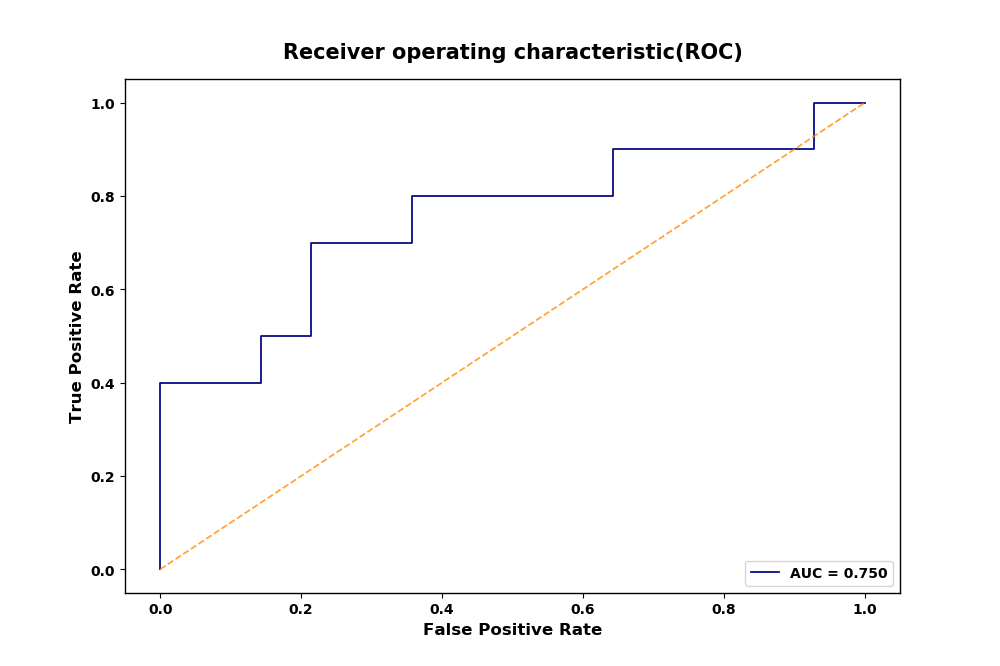 Receiver operating characteristic(ROC)
True Positive Rate
1.0
0.8
0.6
0.4
0.2
0.0
AUC = 0.750
0.0 0.2 0.4 0.6 0.8 1.0
False Positive Rate